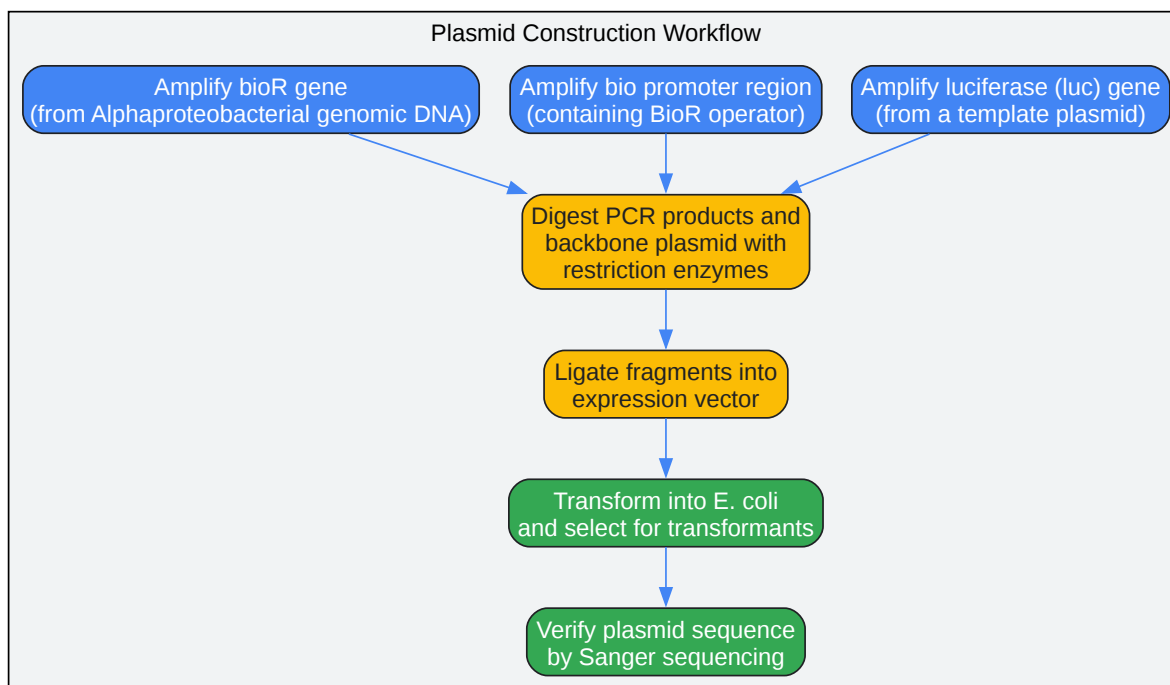 Plasmid Construction Workflow
Amplify bioR gene
(from Alphaproteobacterial genomic DNA)
Amplify bio promoter region
(containing BioR operator)
Amplify luciferase (luc) gene
(from a template plasmid)
Digest PCR products and
backbone plasmid with
restriction enzymes
Ligate fragments into
expression vector
Transform into E. coli
and select for transformants
Verify plasmid sequence
by Sanger sequencing